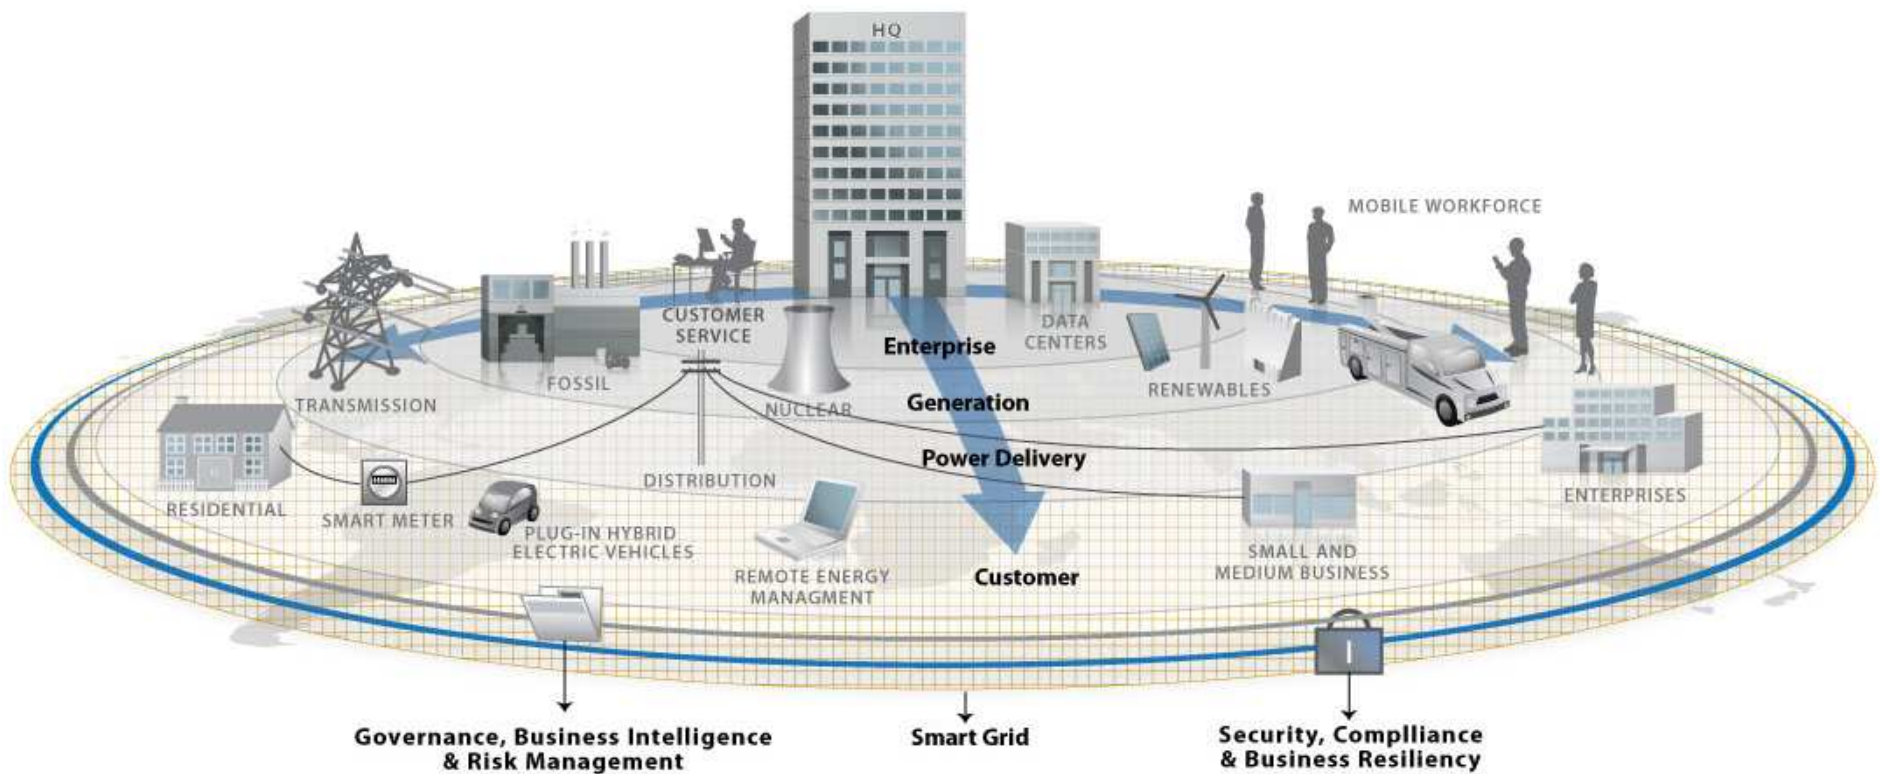 HQ
MOBILE WORKFORCE
CUSTOMER
SERVICE
DATA
CENTERS
Enterprise
FOSSIL
RENEWABLES
TRANSMISSION
NUCLEAR
Generation
Power Delivery
DISTRIBUTION
RESIDENTIAL
SMART METER
ENTERPRISES
PLUG-IN HYBRID
ELECTRIC VEHICLES
SMALL AND
MEDIUM BUSINESS
REMOTE ENERGY
MANAGMENT
Customer
Governance, Business Intelligence
& Risk Management
Smart Grid
Security, Complliance
& Business Resiliency